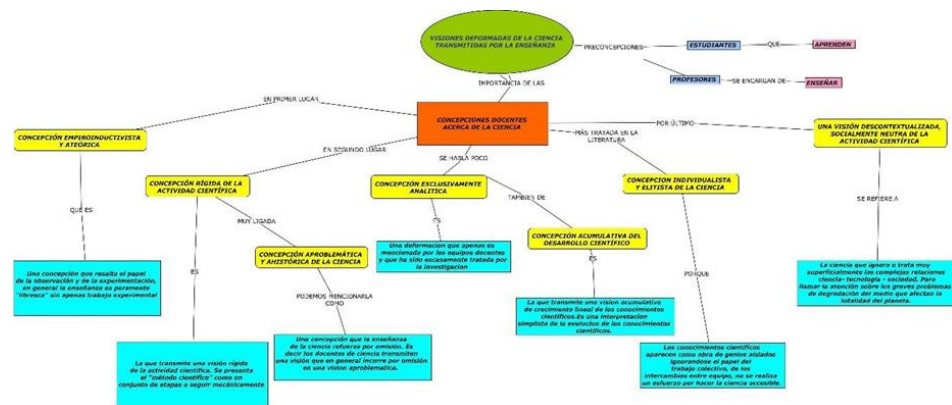 VISIONES DEFORMADAS DE LA CIENCIA
TRANSMITIDAS POR LA ENSEÑANZA
PRECONCEPCIONES
ESTUDIANTES
QUE
APRENDEN
PROFESORES
SE ENCARGAN DE
ENSEÑAR
IMPORTANCIA DE LAS
CONCEPCIONES DOCENTES
ACERCA DE LA CIENCIA
EN PRIMER LUGAR
CONCEPCIÓN EMPIROINDUCTIVISTA
Y ATEÓRICA.
QUE ES
Una concepción que resalta el papel
de la observación y de la experimentación,
en general la enseñanza es puramente
"libresca" sin apenas trabajo experimental
EN SEGUNDO LUGAR
CONCEPCIÓN RÍGIDA DE LA
ACTIVIDAD CIENTÍFICA
ES
La que transmite una visión rígida
de la actividad científica. Se presenta
el "método científico" como un
conjunto de etapas a seguir mecánicamente
MUY LIGADA
CONCEPCIÓN APROBLEMÁTICA
Y AHISTÓRICA DE LA CIENCIA
PODEMOS MENCIONARLA
COMO
Una concepción que la enseñanza
de la ciencia refuerza por omisión. Es
decir los docentes de ciencia transmiten
una visión que en general incurre por omisión
en una vision aproblematica.
SE HABLA POCO
CONCEPCIÓN EXCLUSIVAMENTE
ANALITICA
ES
Una deformacion que apenas es
mencionada por los equipos docentes
y que ha sido escasamente tratada por
la investigacion
TAMBIEN DE
CONCEPCIÓN ACUMULATIVA DEL
DESARROLLO CIENTÍFICO
ES
La que transmite una vision acumulativa
de crecimiento lineal de los conocimientos
científicos.Es una interpretacion
simplista de la evolucion de los conocimientos
científicos.
MÁS TRATADA EN LA
LITERATURA
CONCEPCION INDIVIDUALISTA
Y ELITISTA DE LA CIENCIA
PORQUE
Los conocimientos científicos
aparecen como obra de genios aislados
ignorandose el papel del
trabajo colectivo, de los
intercambios entre equipo, no se realiza
un esfuerzo por hacer la ciencia accesible.
POR ÚLTIMO
UNA VISIÓN DESCONTEXTUALIZADA,
SOCIALMENTE NEUTRA DE LA
ACTIVIDAD CIENTÍFICA
SE REFIERE A
La ciencia que ignora o trata muy
superficialmente las complejas relaciones
ciencia- tecnología - sociedad. Para
llamar la atención sobre los graves problemas
de degradación del medio que afectan la
totalidad del planeta.